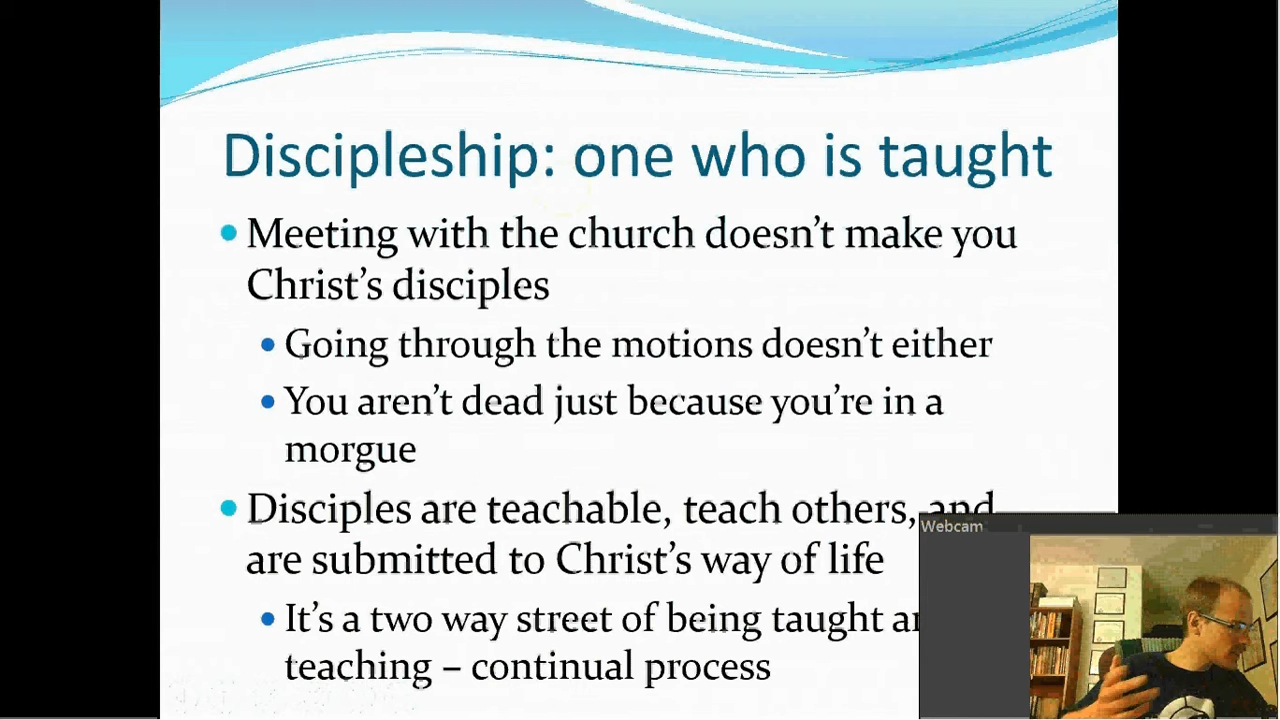 Discipleship: one who is taught
Meeting with the church doesn't make you
Christ's disciples
Going through the motions doesn't either
You aren't dead just because you're in a
morgue
Disciples are teachable, teach others, and
are submitted to Christ's way of life
Webcam
It's a two way street of being taught
teaching – continual process